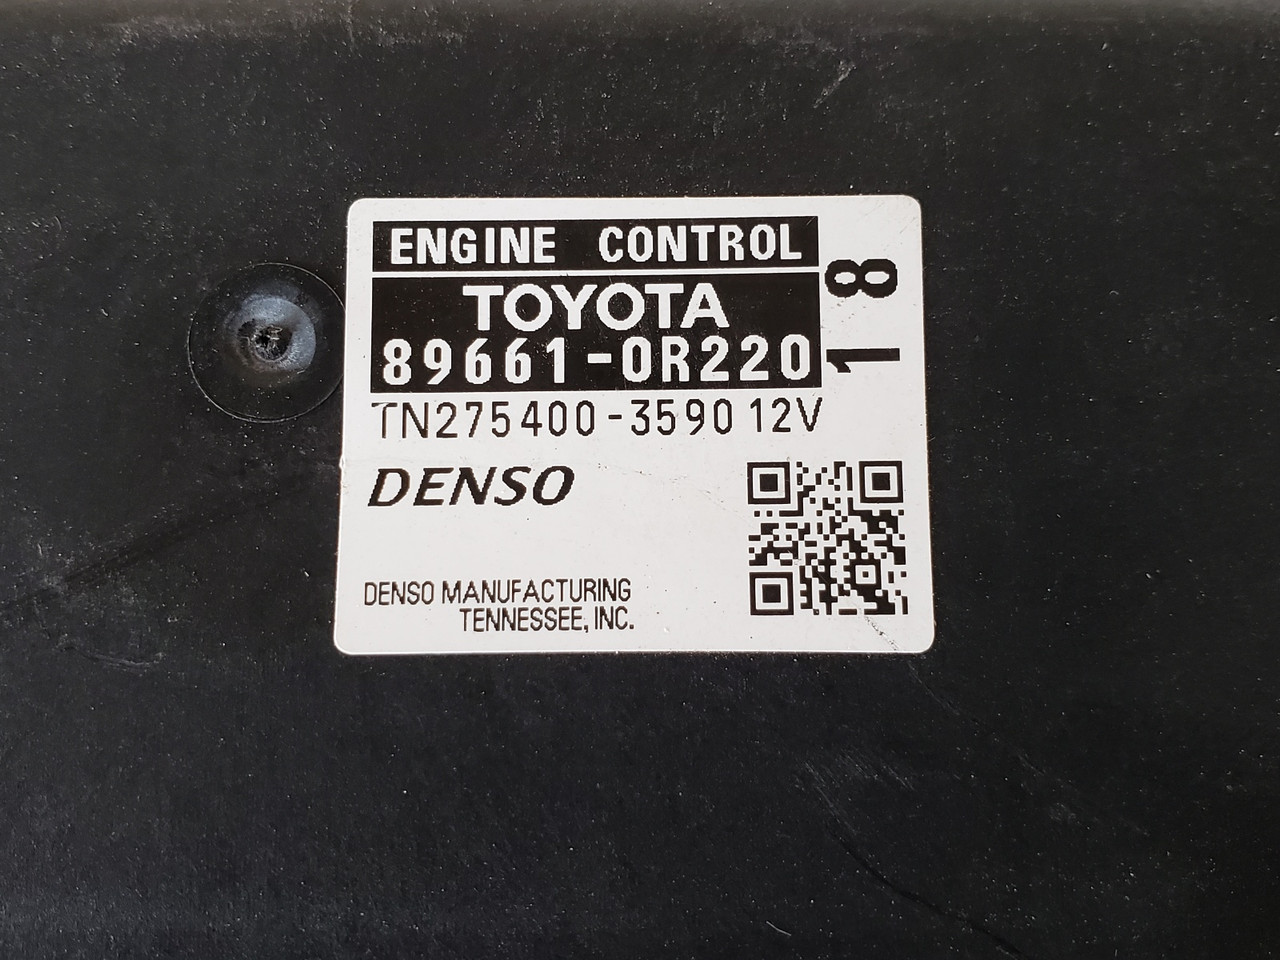 ENGINE CONTROL
TOYOTA
89661-0R220
18
TN275400-3590 12V
DENSO
DENSO MANUFACTURING
TENNESSEE, INC.